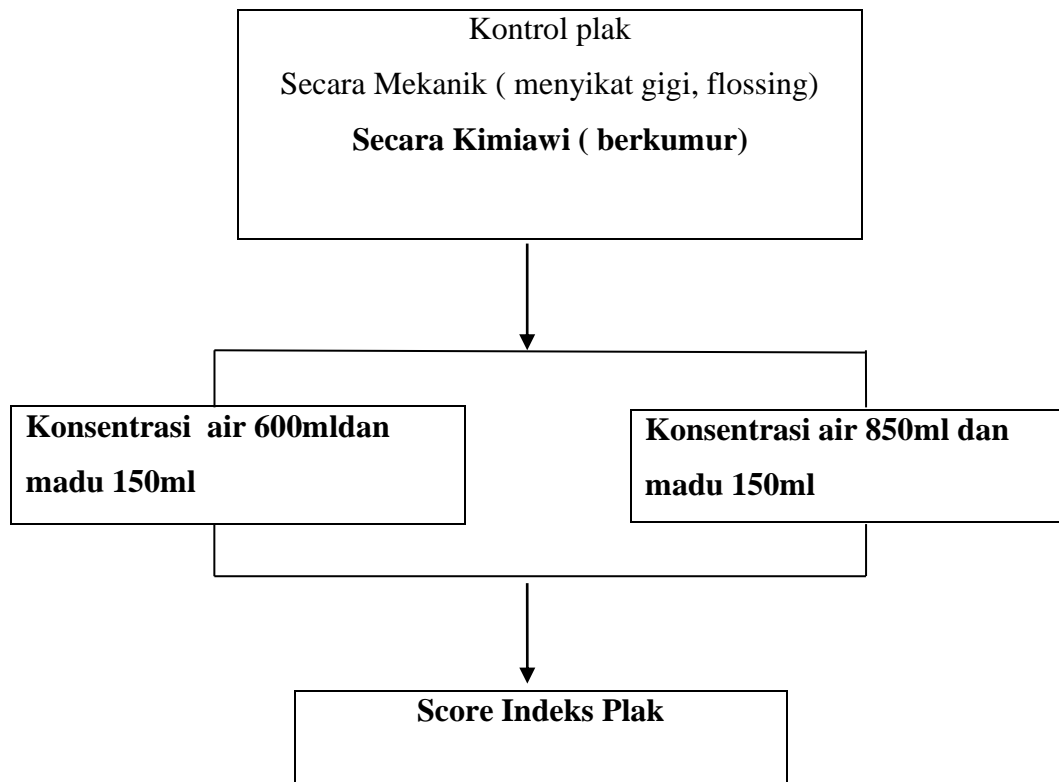 Kontrol plak
Secara Mekanik ( menyikat gigi, flossing)
Secara Kimiawi ( berkumur)
Konsentrasi  air 600mldan
madu 150ml
Konsentrasi air 850ml dan
madu 150ml
Score Indeks Plak